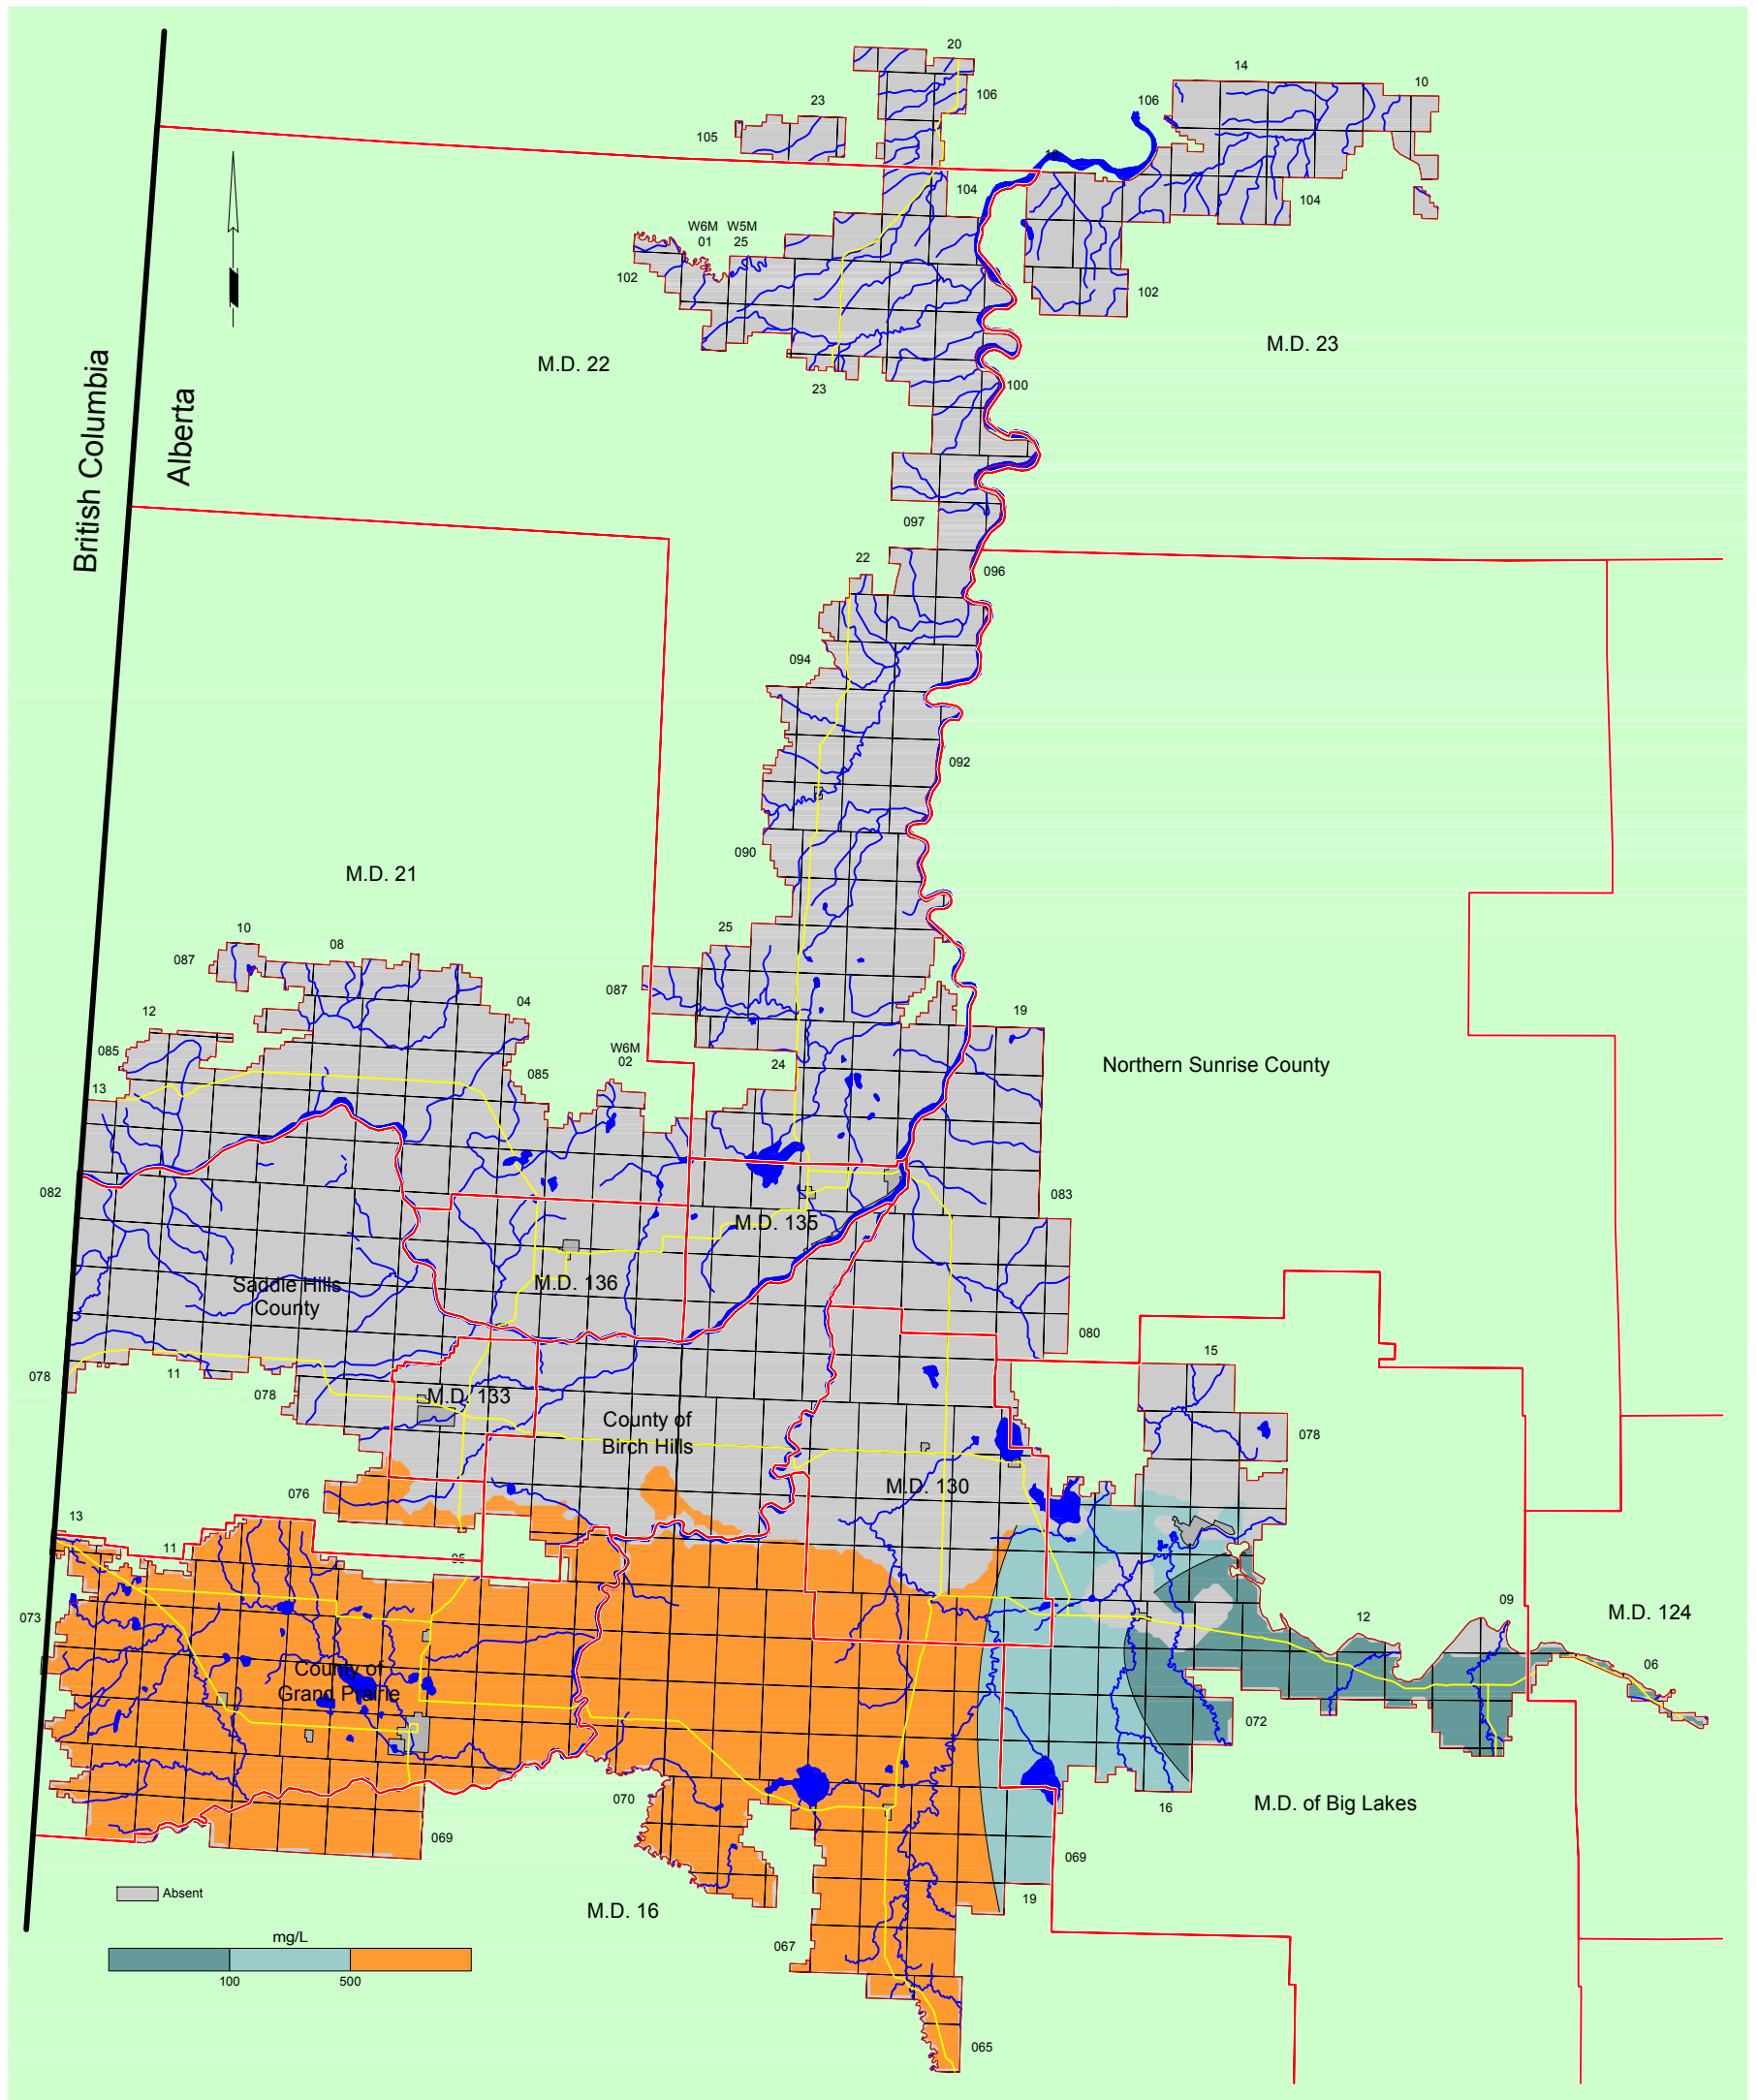 20
14
10
23
106
106
105
18
104
104
W6M W5M
01 25
102
102
M.D. 23
M.D. 22
British Columbia
Alberta
23
100
097
22
096
094
092
090
M.D. 21
10
08
25
087
087
04
12
19
085
W6M
02
24
085
13
Northern Sunrise County
082
083
M.D. 135
Saddle Hills
County
M.D. 136
080
15
078
11
078
M.D. 133
County of
Birch Hills
078
M.D. 130
076
13
11
05
09
12
M.D. 124
073
06
County of
Grand Prairie
072
070
16
M.D. of Big Lakes
069
069
Absent
19
M.D. 16
mg/L
067
100
500
065